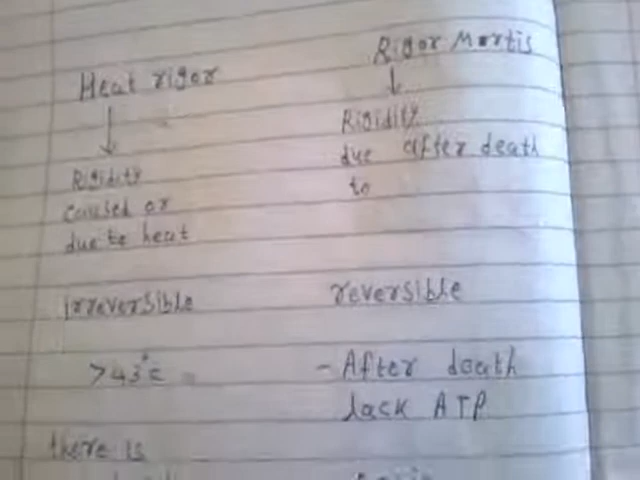 Heat rigor
Rigidity
caused or
due to heat
irreversible
>43°c
there is
Rigor Mortis
Rigidity
due after death
to
reversible
- After death
lack ATP